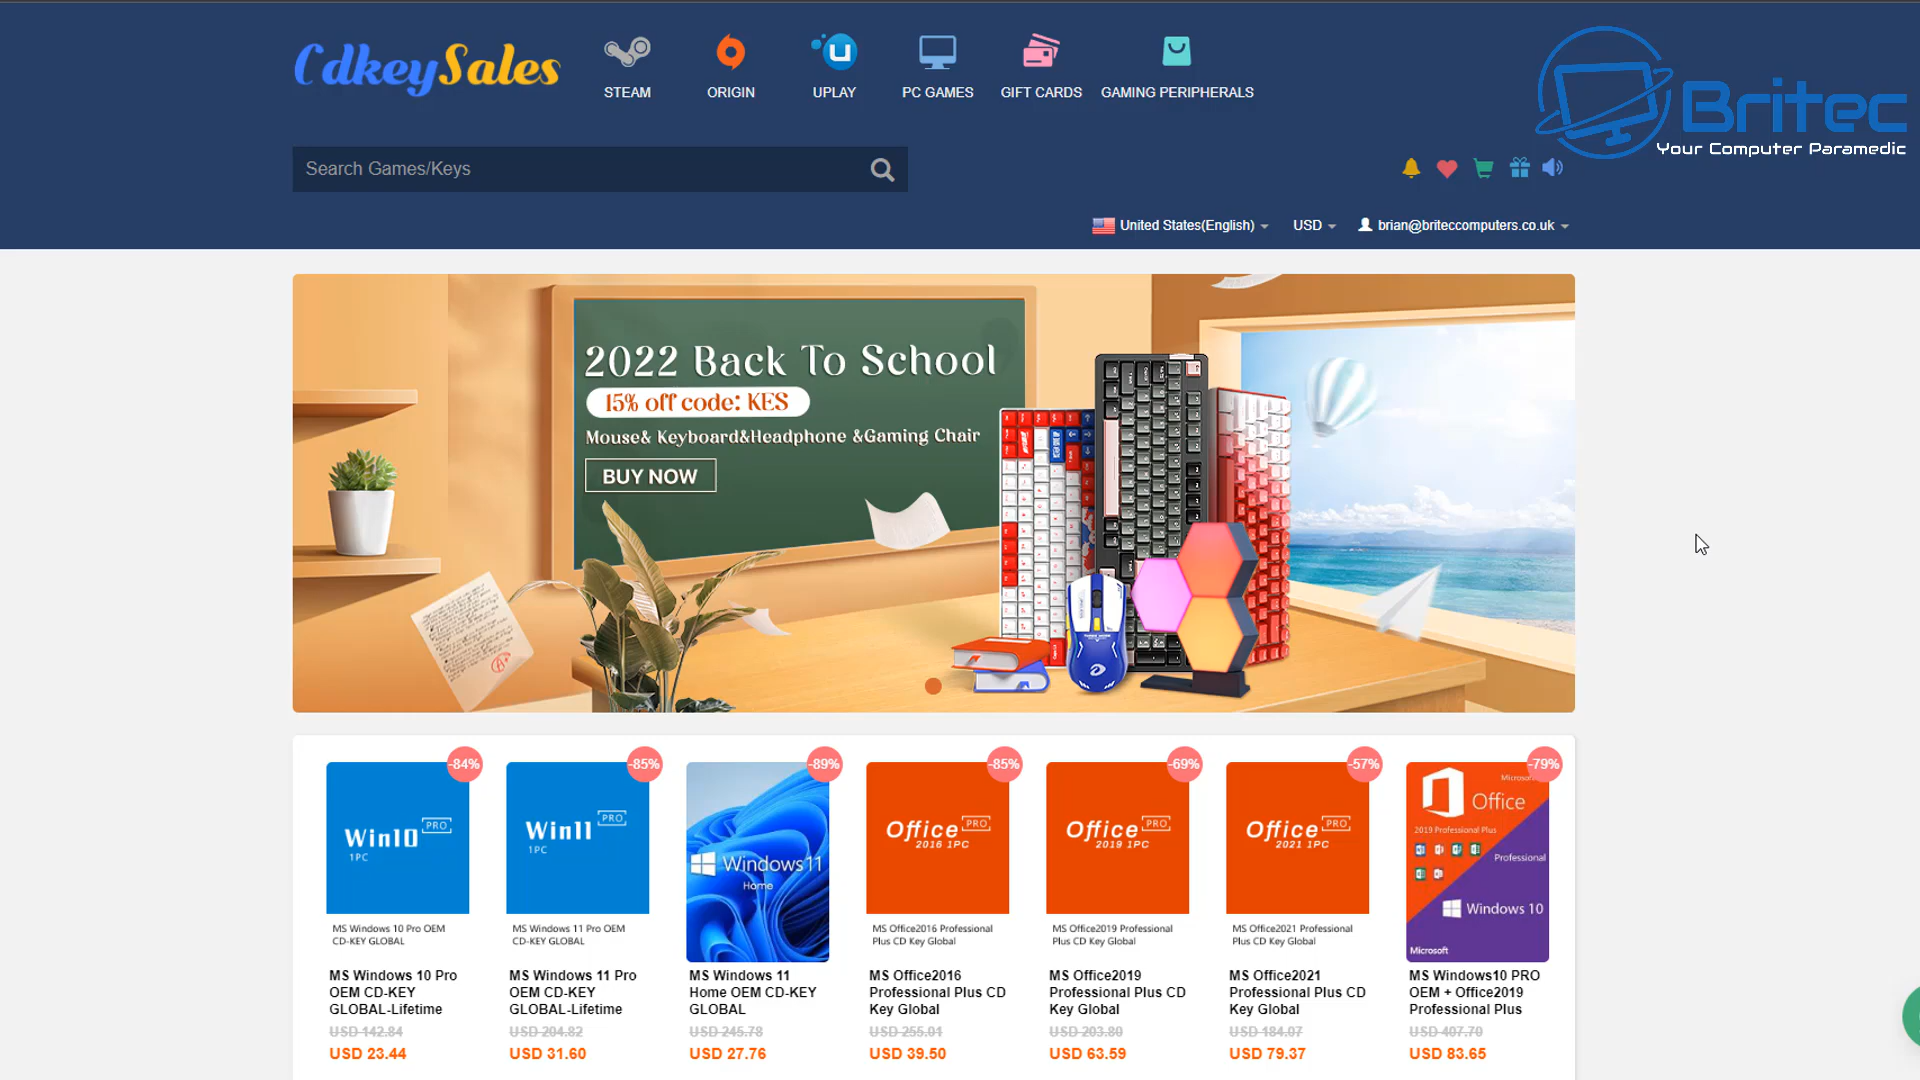 CdkeySales
STEAM
ORIGIN
UPLAY
PC GAMES
GIFT CARDS
GAMING PERIPHERALS
Britec
Your Computer Paramedic
Search Games/Keys
United States(English)
USD
brian@briteccomputers.co.uk
2022 Back To School
15% off code: KES
Mouse& Keyboard&Headphone &Gaming Chair
BUY NOW
-84%
Win10 PRO
1PC
MS Windows 10 Pro OEM
CD-KEY GLOBAL
MS Windows 10 Pro
OEM CD-KEY
GLOBAL-Lifetime
USD 142.84
USD 23.44
-85%
Win11 PRO
1PC
MS Windows 11 Pro OEM
CD-KEY GLOBAL
MS Windows 11 Pro
OEM CD-KEY
GLOBAL-Lifetime
USD 204.82
USD 31.60
-89%
Windows 11
Home
MS Windows 11
Home OEM CD-KEY
GLOBAL
USD 245.78
USD 27.76
-85%
Office PRO
2016 1PC
MS Office2016 Professional
Plus CD Key Global
MS Office2016
Professional Plus CD
Key Global
USD 255.01
USD 39.50
-69%
Office PRO
2019 1PC
MS Office2019 Professional
Plus CD Key Global
MS Office2019
Professional Plus CD
Key Global
USD 203.80
USD 63.59
-57%
Office PRO
2021 1PC
MS Office2021 Professional
Plus CD Key Global
MS Office2021
Professional Plus CD
Key Global
USD 184.07
USD 79.37
-79%
Office
2019 Professional Plus
Professional
Windows 10
Microsoft
MS Windows10 PRO
OEM + Office2019
Professional Plus
USD 407.70
USD 83.65